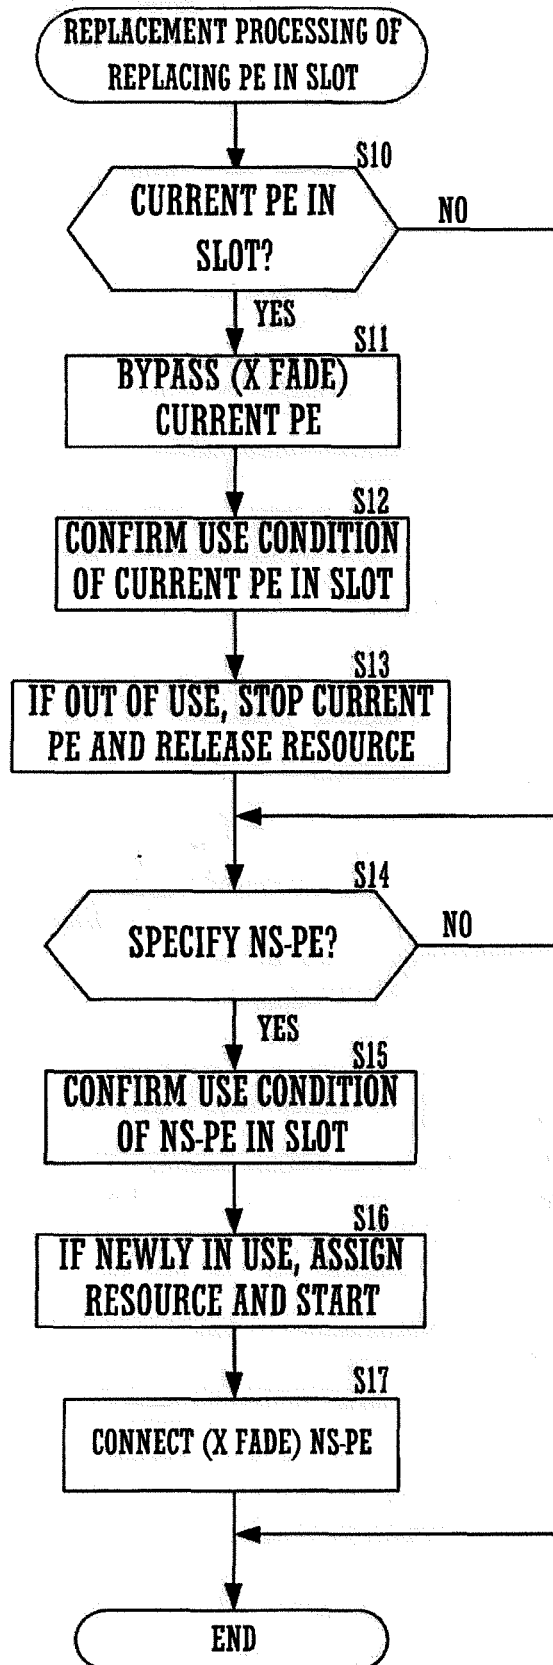 REPLACEMENT PROCESSING OF
REPLACING PE IN SLOT
S10
CURRENT PE IN
SLOT?
NO
YES
S11
BYPASS (X FADE)
CURRENT PE
S12
CONFIRM USE CONDITION
OF CURRENT PE IN SLOT
S13
IF OUT OF USE, STOP CURRENT
PE AND RELEASE RESOURCE
S14
SPECIFY NS-PE?
NO
YES
S15
CONFIRM USE CONDITION
OF NS-PE IN SLOT
S16
IF NEWLY IN USE, ASSIGN
RESOURCE AND START
S17
CONNECT (X FADE) NS-PE
END